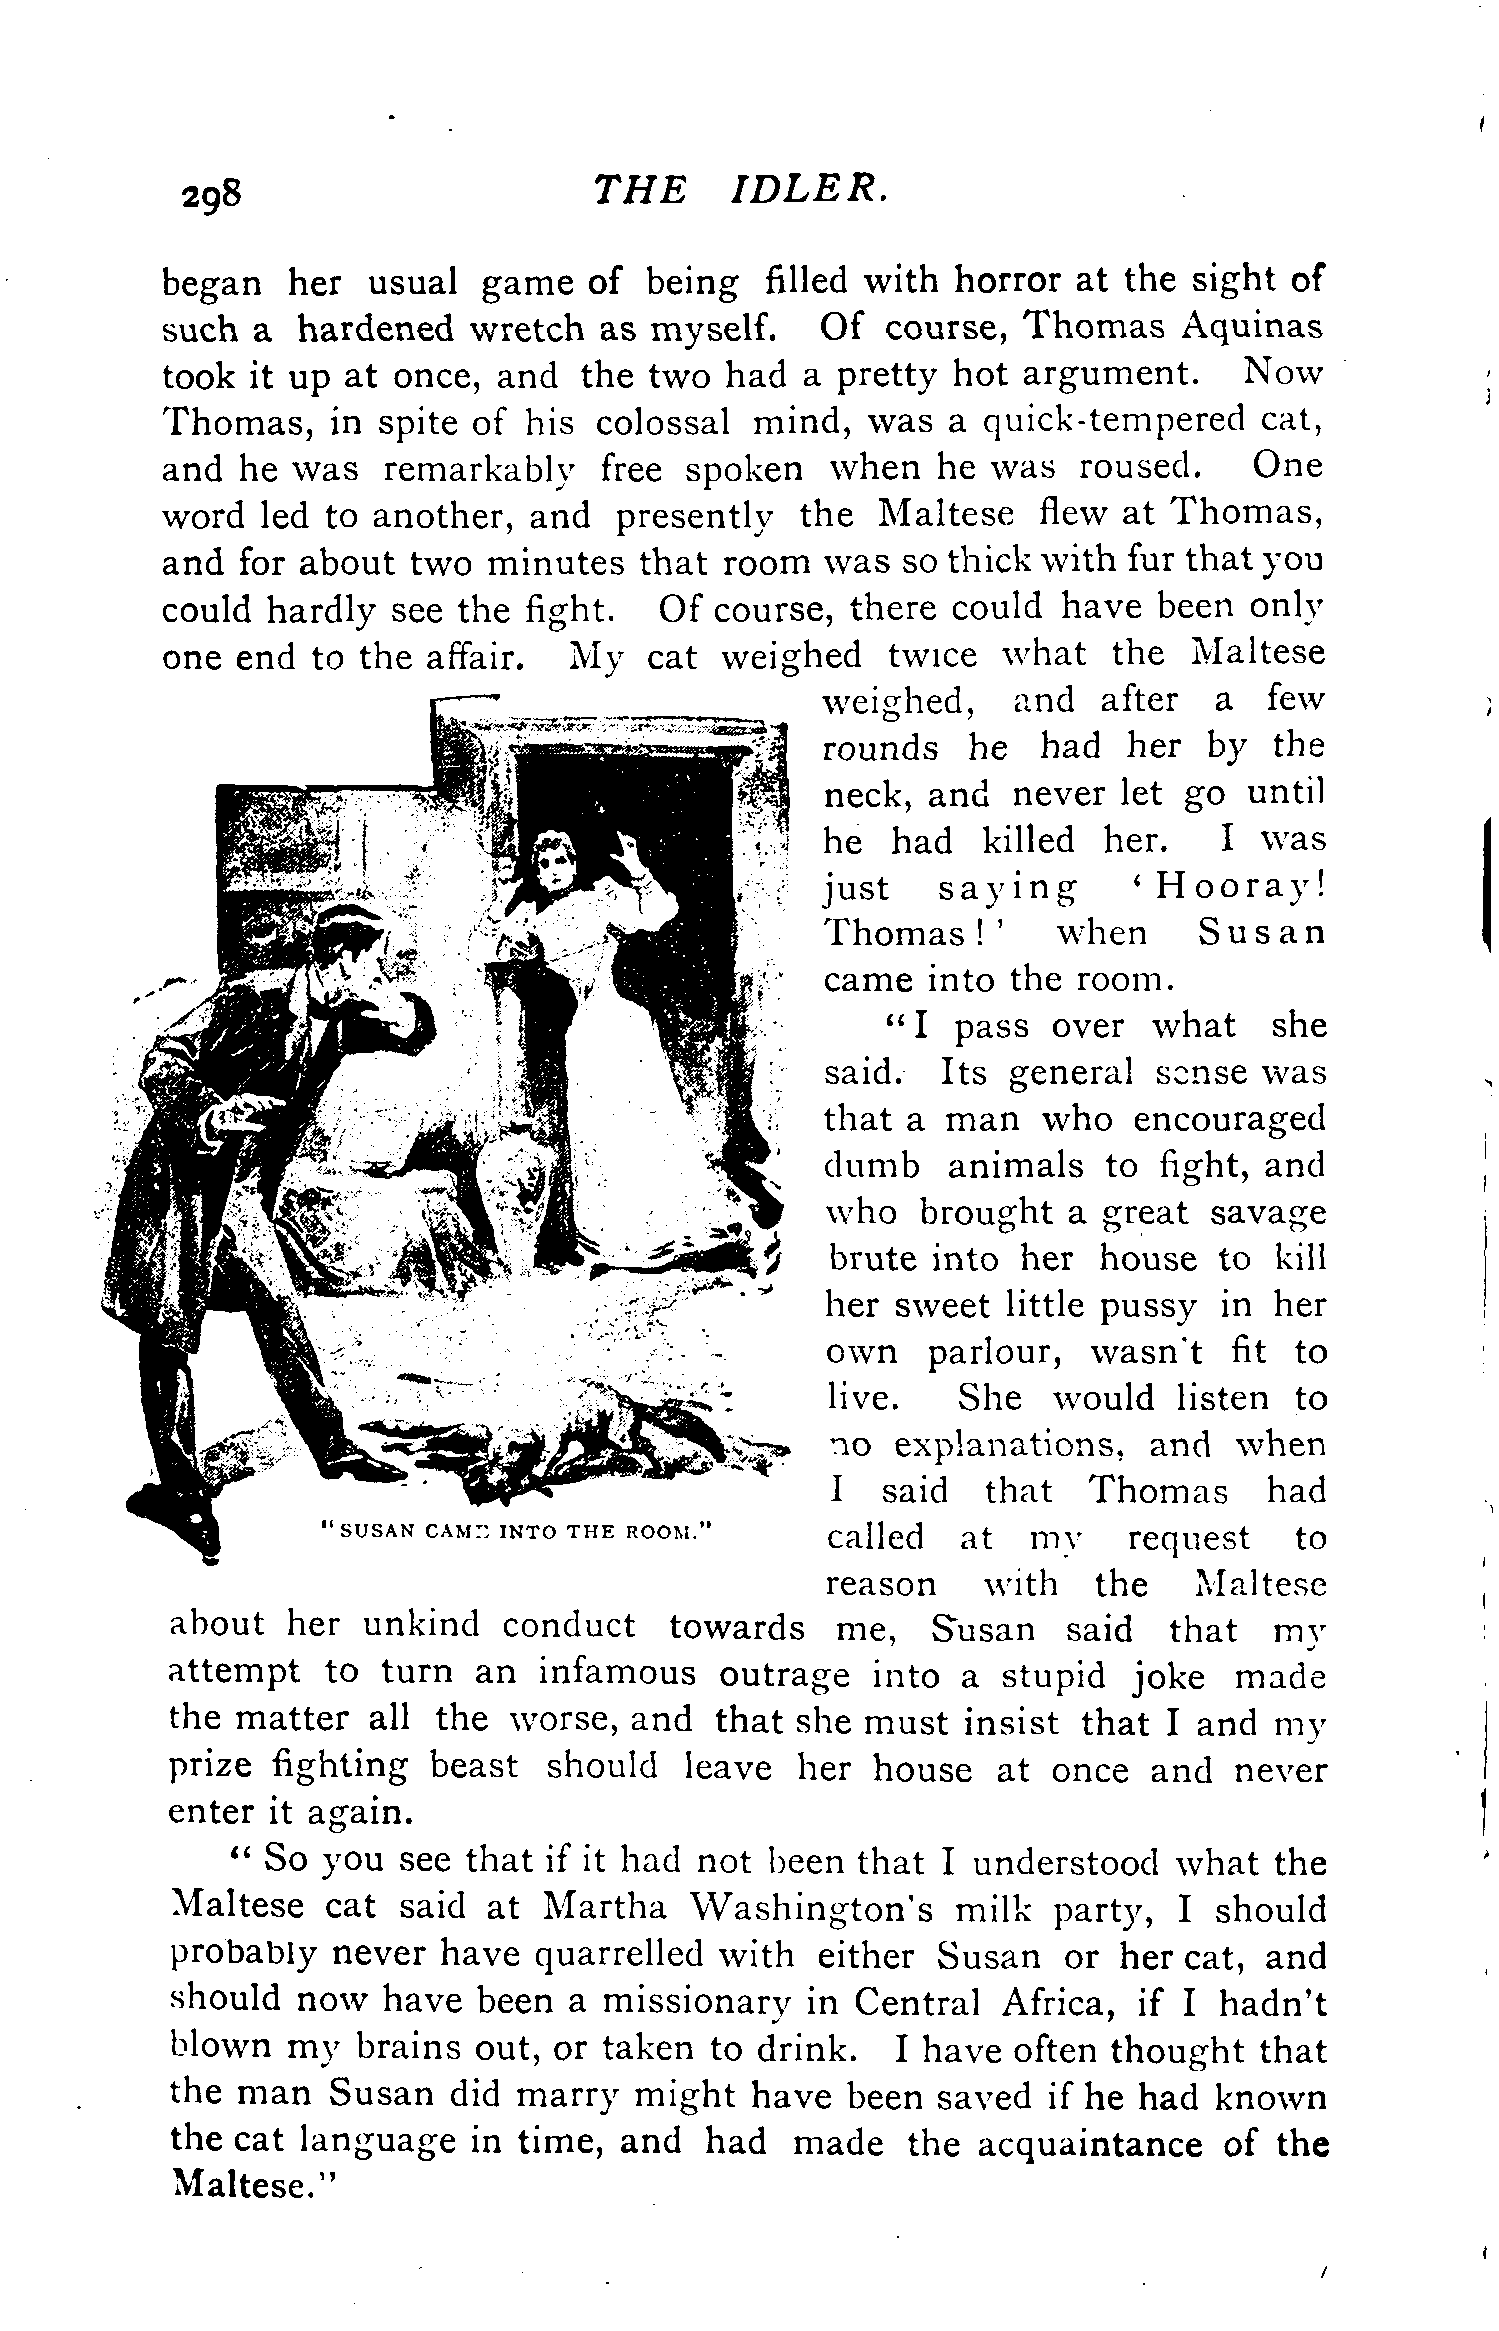 298 THE IDLER.
began her usual game of being filled with horror at the sight of
such a hardened wretch as myself. Of course, Thomas Aquinas
took it up at once, and the two had a pretty hot argument. Now
Thomas, in spite of his colossal mind, was a quick-tempered cat,
and he was remarkably free spoken when he was roused. One
word led to another, and presently the Maltese flew at Thomas,
and for about two minutes that room was so thick with fur that you
could hardly see the fight. Of course, there could have been only
one end to the affair. My cat weighed twice what the Maltese
weighed, and after a few
rounds he had her by the
neck, and never let go until
he had killed her. I was
just saying ‘Hooray!
Thomas!’ when Susan
came into the room.
“I pass over what she
said. Its general sense was
that a man who encouraged
dumb animals to fight, and
who brought a great savage
brute into her house to kill
her sweet little pussy in her
own parlour, wasn't fit to
live. She would listen to
no explanations, and when
I said that Thomas had
called at my request to
reason with the Maltese
"SUSAN CAME INTO THE ROOM."
about her unkind conduct towards me, Susan said that my
attempt to turn an infamous outrage into a stupid joke made
the matter all the worse, and that she must insist that I and my
prize fighting beast should leave her house at once and never
enter it again.
“So you see that if it had not been that I understood what the
Maltese cat said at Martha Washington's milk party, I should
probably never have quarrelled with either Susan or her cat, and
should now have been a missionary in Central Africa, if I hadn't
blown my brains out, or taken to drink. I have often thought that
the man Susan did marry might have been saved if he had known
the cat language in time, and had made the acquaintance of the
Maltese.”